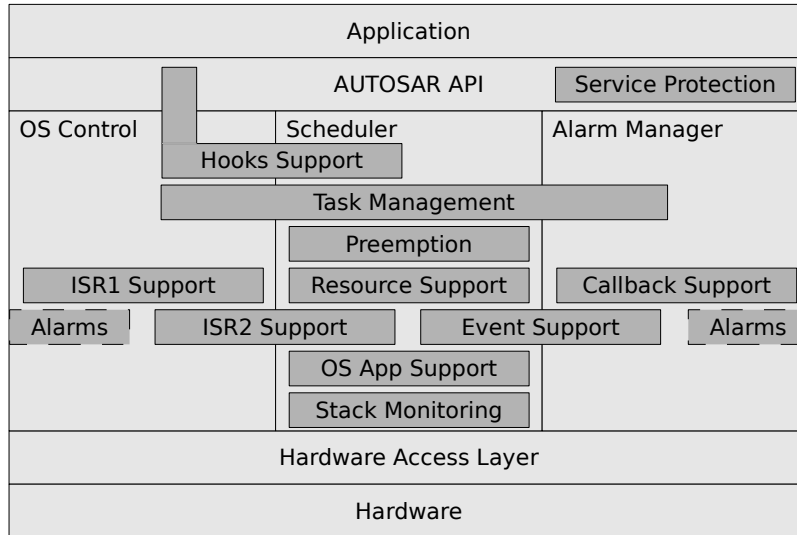 Application
AUTOSAR API
Service Protection
OS Control
Scheduler
Alarm Manager
Hooks Support
Task Management
Preemption
ISR1 Support
Resource Support
Callback Support
Alarms
ISR2 Support
Event Support
Alarms
OS App Support
Stack Monitoring
Hardware Access Layer
Hardware